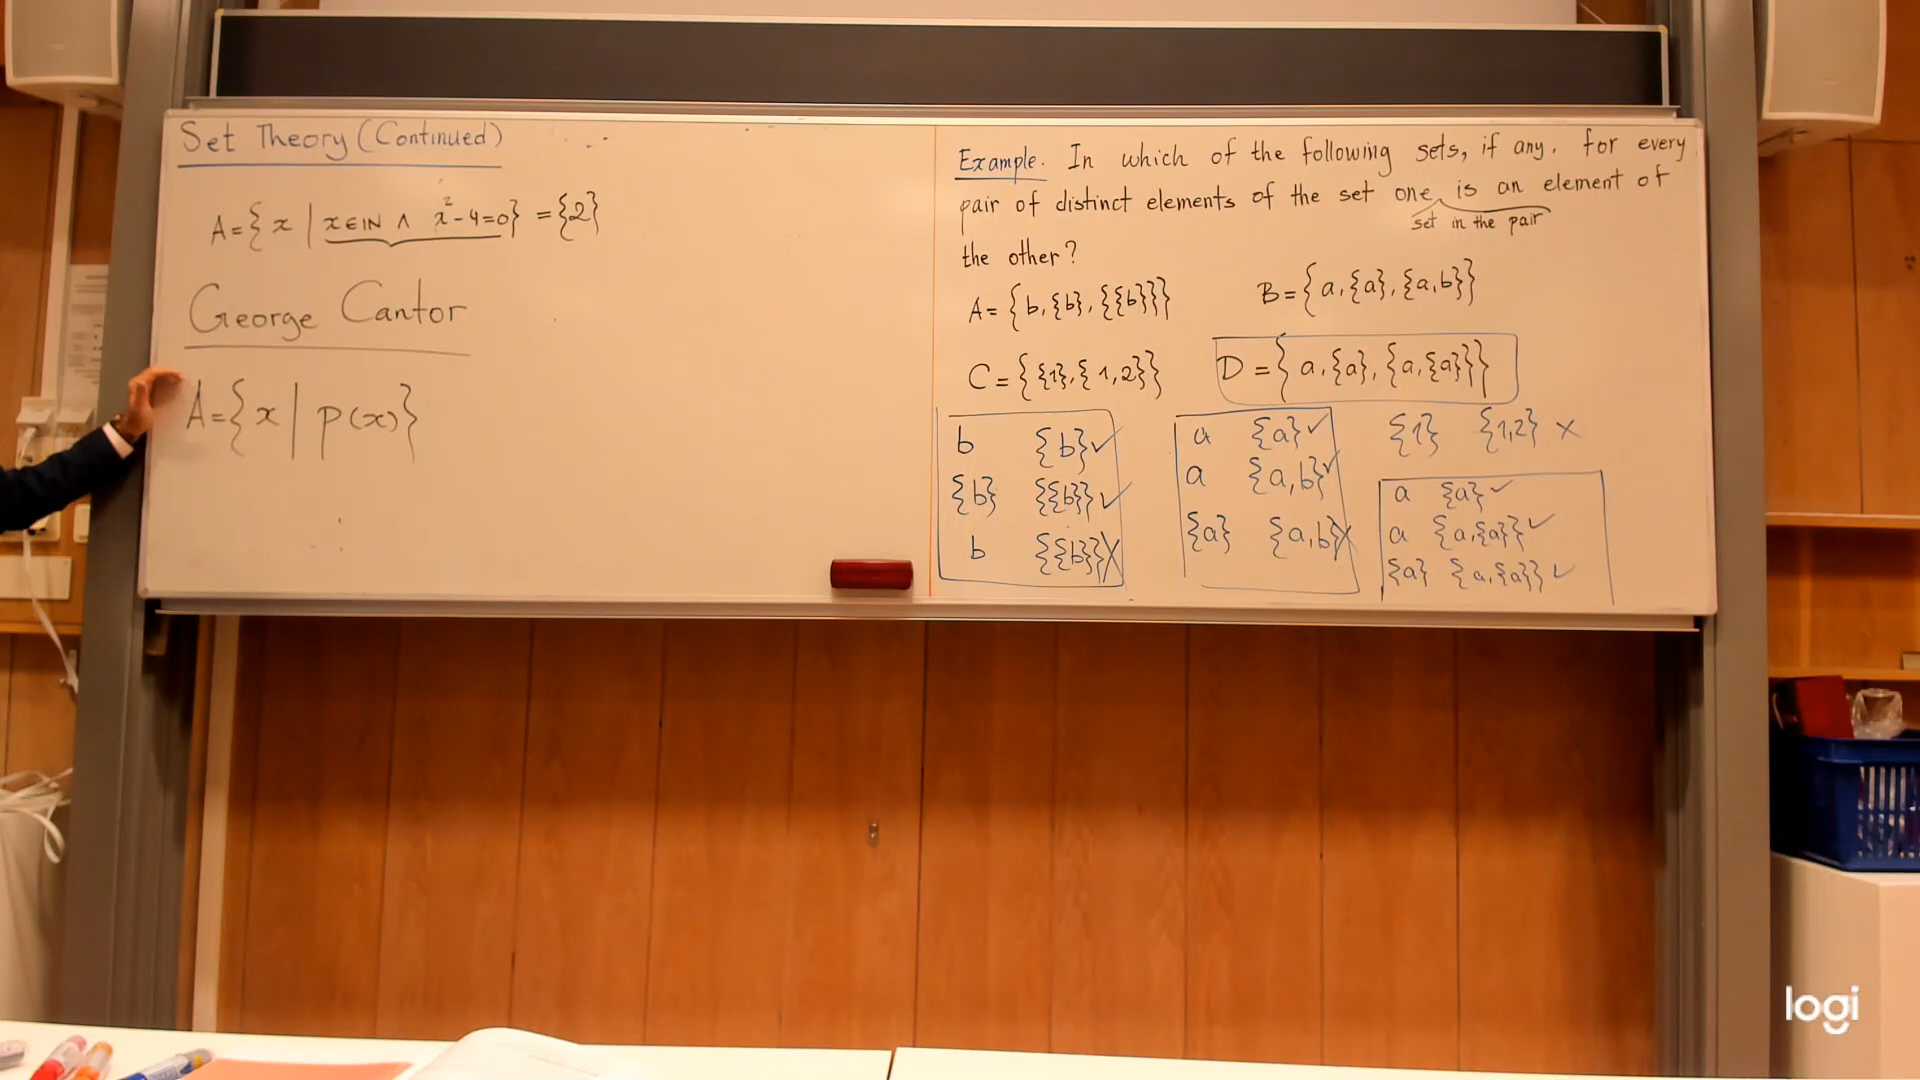 Set Theory (Continued)
A={x | x∈IN ∧ x²-4=0} = {2}
George Cantor
A={x | p(x)}
Example. In which of the following sets, if any, for every
pair of distinct elements of the set one is an element of
set in the pair
the other?
A={b,{b},{{b}}} B={a,{a},{a,b}}
C={{1},{1,2}} D={a,{a},{a,{a}}}
b {b} ✓
{b} {{b}} ✓
b {{b}} X
a {a} ✓
a {a,b} ✓
{a} {a,b} X
{1} {1,2} ×
a {a} ✓
a {a,{a}} ✓
{a} {a,{a}} ✓
logi